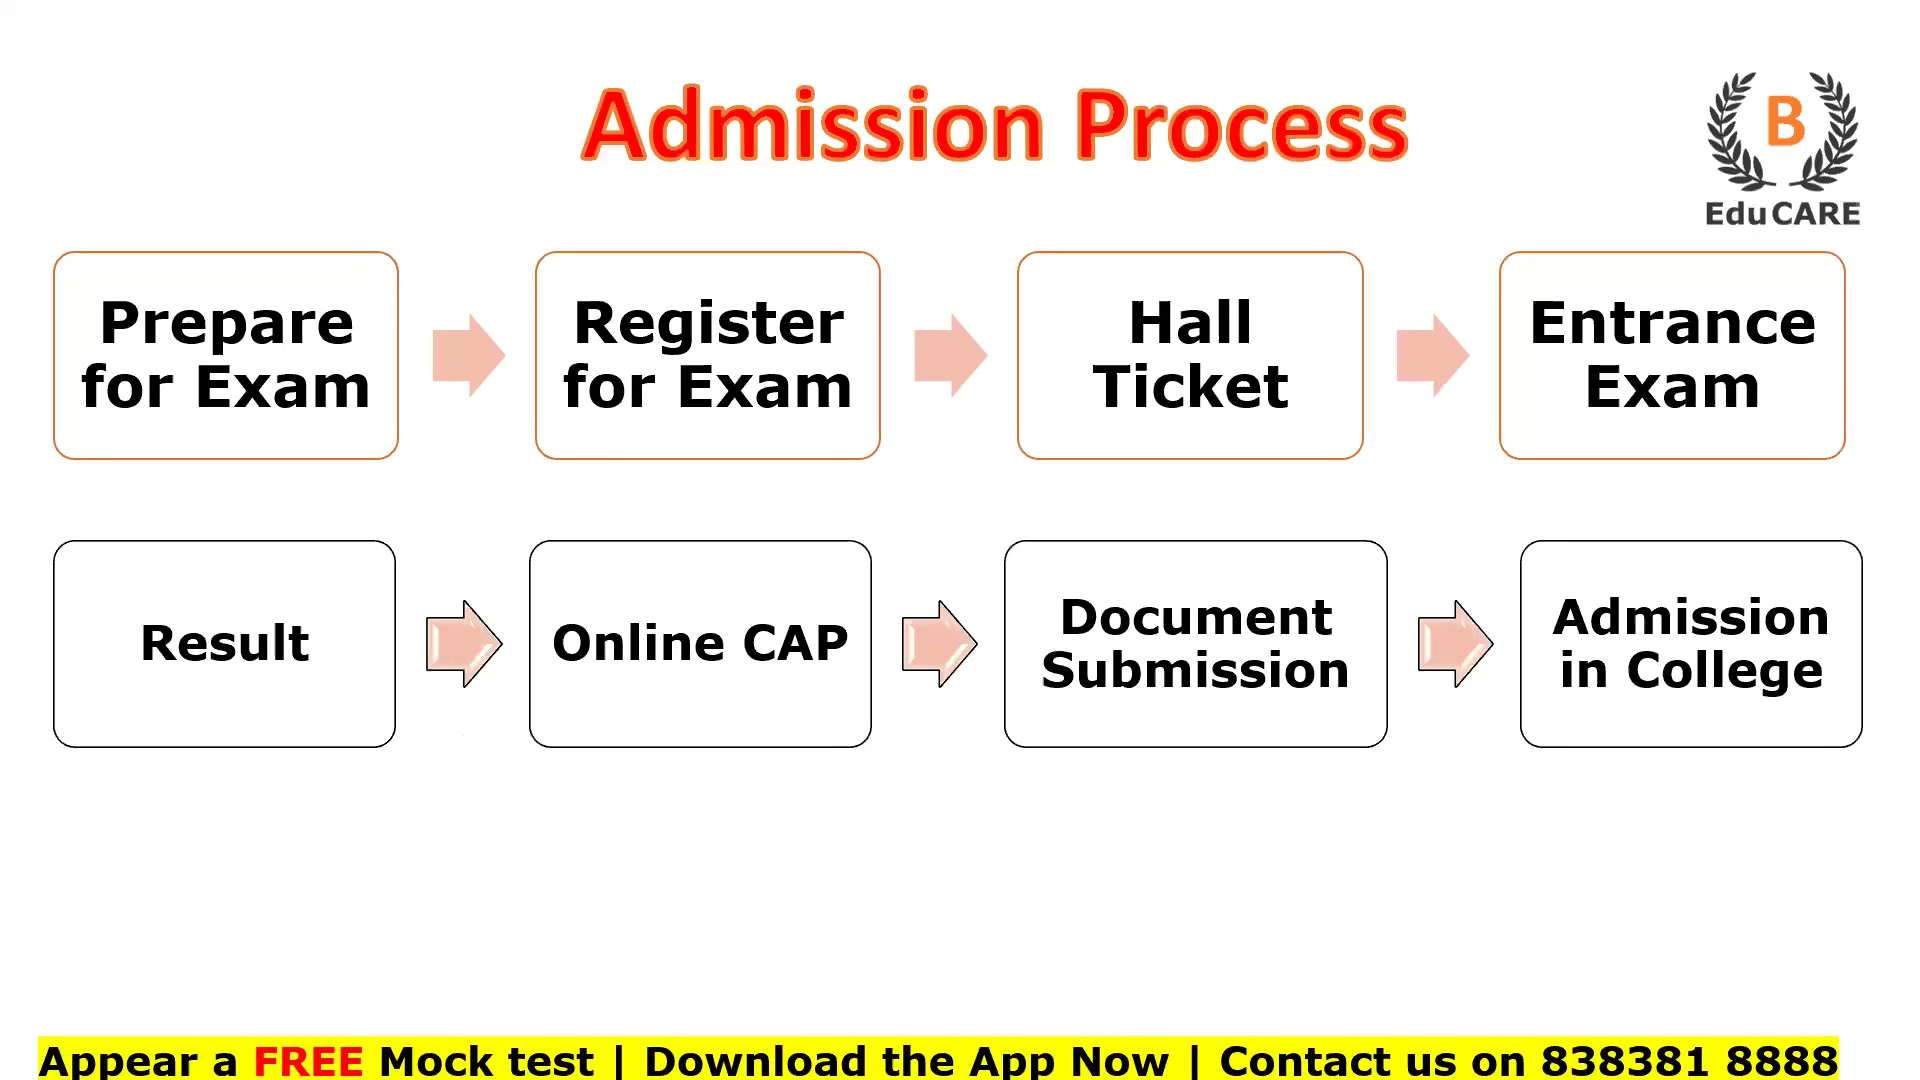 Admission Process
B
EduCARE
Prepare
for Exam
Register
for Exam
Hall
Ticket
Entrance
Exam
Result
Online CAP
Document
Submission
Admission
in College
Appear a FREE Mock test | Download the App Now | Contact us on 838381 8888